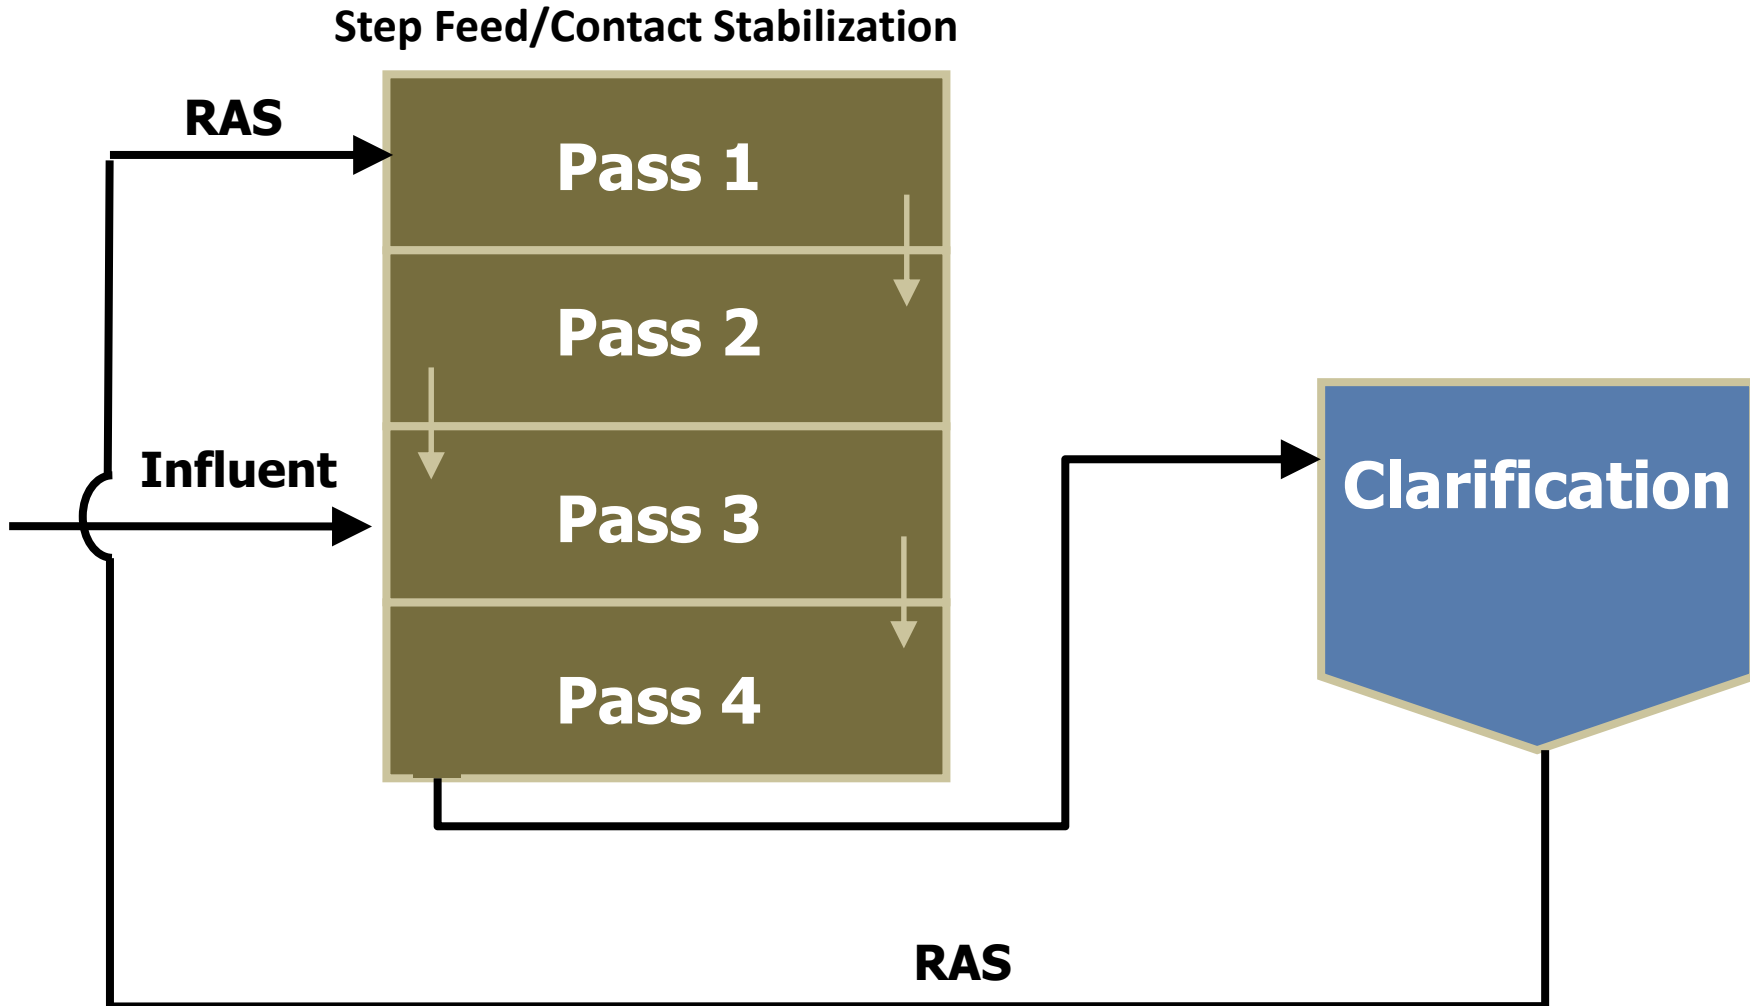 Step Feed/Contact Stabilization
RAS
Pass 1
Pass 2
Influent
Pass 3
Clarification
Pass 4
RAS